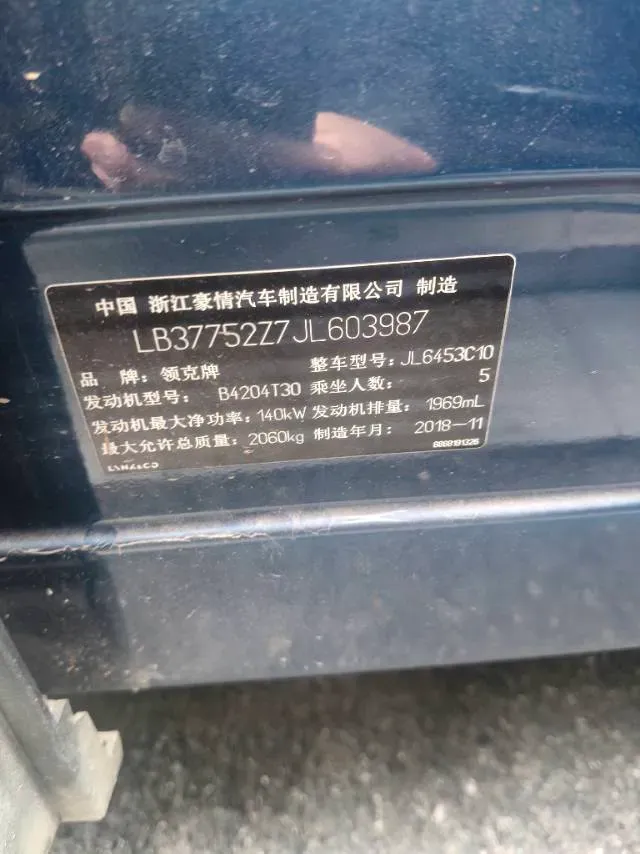 中国 浙江豪情汽车制造有限公司 制造
LB37752Z7JL603987
品 牌：领克牌 整车型号：JL6453C10
发动机型号： B4204T30 乘坐人数： 5
发动机最大净功率：140kW 发动机排量： 1969mL
最大允许总质量：2060kg 制造年月： 2018-11
LYNK&CO